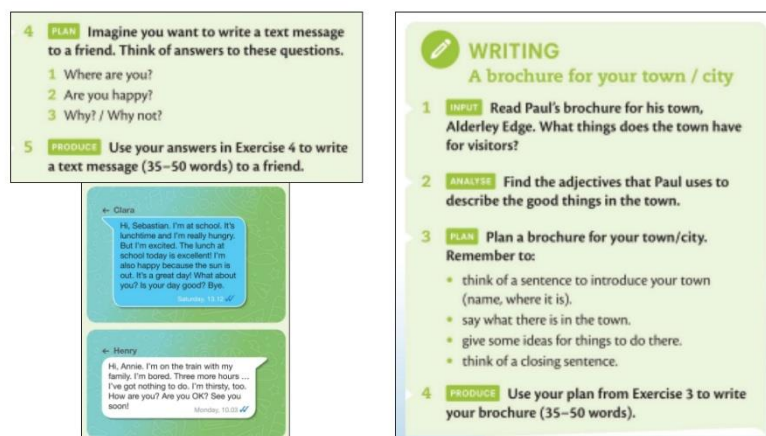 4 PLAN Imagine you want to write a text message
to a friend. Think of answers to these questions.
1 Where are you?
2 Are you happy?
3 Why? / Why not?
5 PRODUCE Use your answers in Exercise 4 to write
a text message (35–50 words) to a friend.
← Clara
Hi, Sebastian. I'm at school. It's
lunchtime and I'm really hungry.
But I'm excited. The lunch at
school today is excellent! I'm
also happy because the sun is
out. It's a great day! What about
you? Is your day good? Bye.
Saturday, 13.12
← Henry
Hi, Annie. I'm on the train with my
family. I'm bored. Three more hours ...
I've got nothing to do. I'm thirsty, too.
How are you? Are you OK? See you
soon!
Monday, 10.03
WRITING
A brochure for your town / city
1 INPUT Read Paul's brochure for his town,
Alderley Edge. What things does the town have
for visitors?
2 ANALYSE Find the adjectives that Paul uses to
describe the good things in the town.
3 PLAN Plan a brochure for your town/city.
Remember to:
• think of a sentence to introduce your town
(name, where it is).
• say what there is in the town.
• give some ideas for things to do there.
• think of a closing sentence.
4 PRODUCE Use your plan from Exercise 3 to write
your brochure (35–50 words).